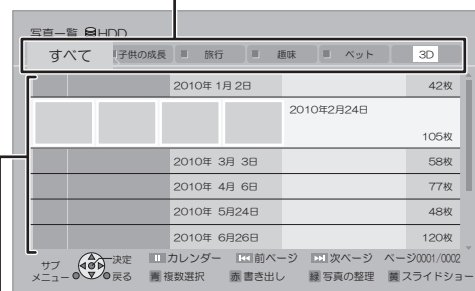 写真一覧 HDD
すべて 子供の成長 旅行 趣味 ペット 3D
2010年 1月 2日 42枚
2010年2月24日
105枚
2010年 3月 3日 58枚
2010年 4月 6日 77枚
2010年 5月24日 48枚
2010年 6月26日 120枚
サブ メニュー 決定 戻る
カレンダー 前ページ 次ページ ページ0001/0002
青 複数選択 赤 書き出し 緑 写真の整理 黄 スライドショー